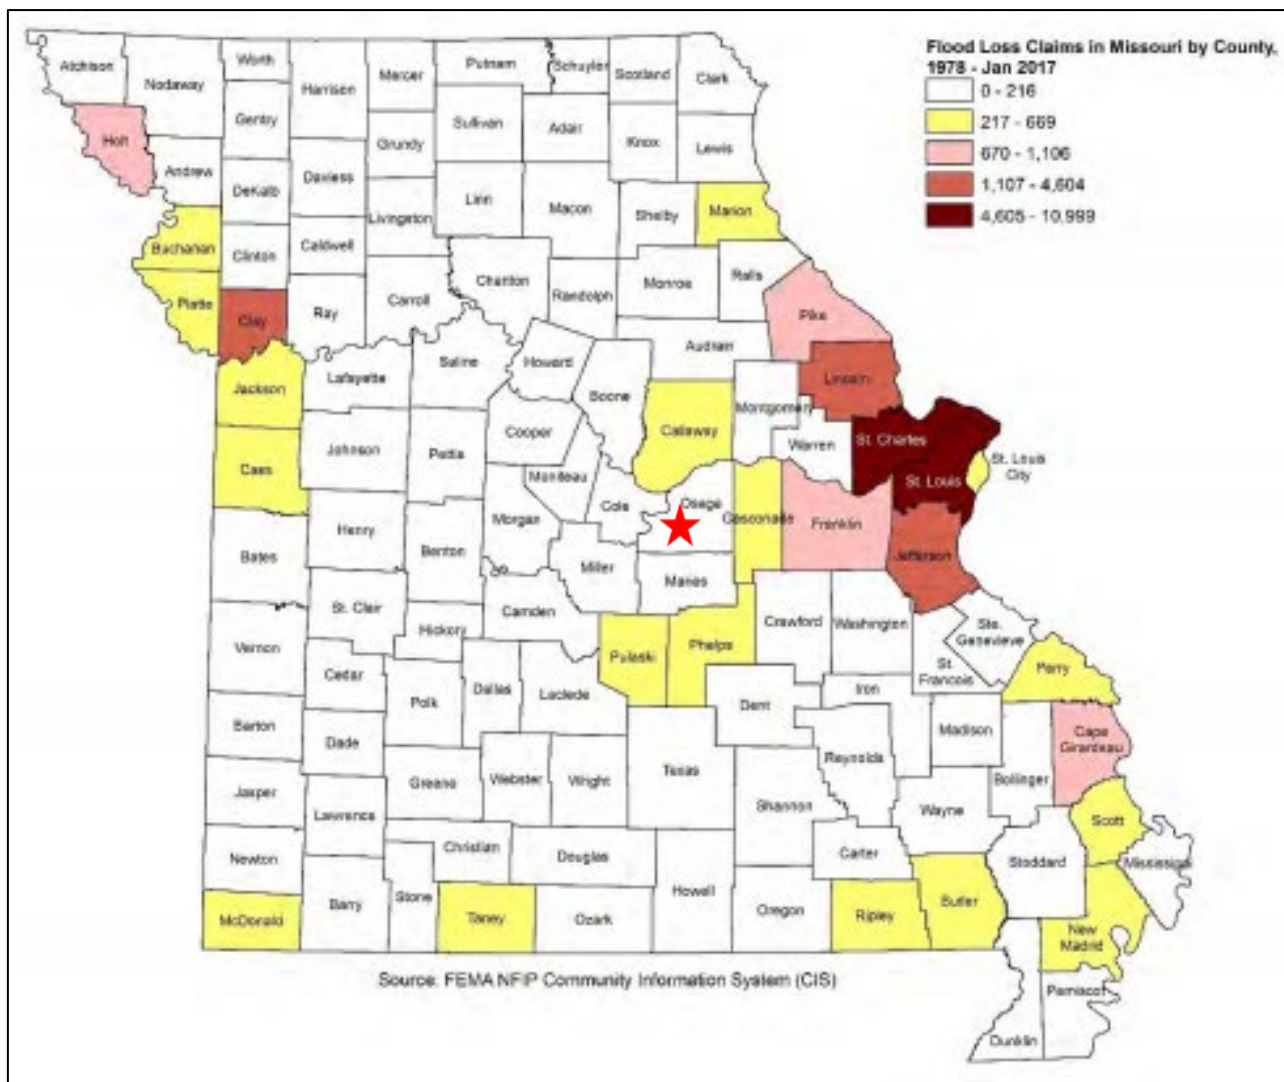 Flood Loss Claims in Missouri by County,
1978 - Jan 2017
0 - 216
217 - 669
670 - 1,106
1,107 - 4,604
4,605 - 10,999
Atchison
Nodaway
Worth
Harrison
Mercer
Putnam
Schuyler
Scotland
Clark
Holt
Gentry
Sullivan
Adair
Knox
Lewis
Grundy
Andrew
DeKalb
Daviess
Livingston
Linn
Macon
Shelby
Marion
Buchanan
Clinton
Caldwell
Chariton
Randolph
Monroe
Ralls
Platte
Clay
Ray
Carroll
Pike
Audrain
Jackson
Lafayette
Saline
Howard
Boone
Callaway
Montgomery
Lincoln
Warren
St. Charles
St. Louis
St. Louis
City
Cass
Johnson
Pettis
Cooper
Moniteau
Cole
Osage
Gasconade
Franklin
Jefferson
Bates
Henry
Benton
Morgan
Miller
Maries
St. Clair
Camden
Hickory
Crawford
Washington
Ste.
Genevieve
Vernon
Cedar
Polk
Dallas
Laclede
Pulaski
Phelps
Dent
Iron
St.
Francois
Perry
Barton
Dade
Madison
Cape
Girardeau
Jasper
Greene
Webster
Wright
Texas
Reynolds
Bollinger
Lawrence
Shannon
Wayne
Scott
Newton
Christian
Douglas
Carter
Stoddard
Mississippi
McDonald
Barry
Stone
Taney
Ozark
Howell
Oregon
Ripley
Butler
New
Madrid
Source: FEMA NFIP Community Information System (CIS)
Pemiscot
Dunklin